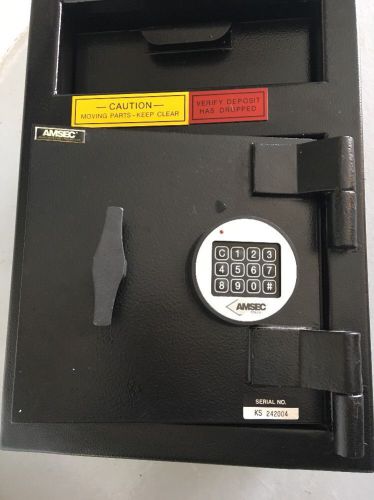 — CAUTION —
MOVING PARTS - KEEP CLEAR
VERIFY DEPOSIT
HAS DROPPED
AMSEC
C 1 2 3
4 5 6 7
8 9 0 #
AMSEC
SERIAL NO.
KS 242004